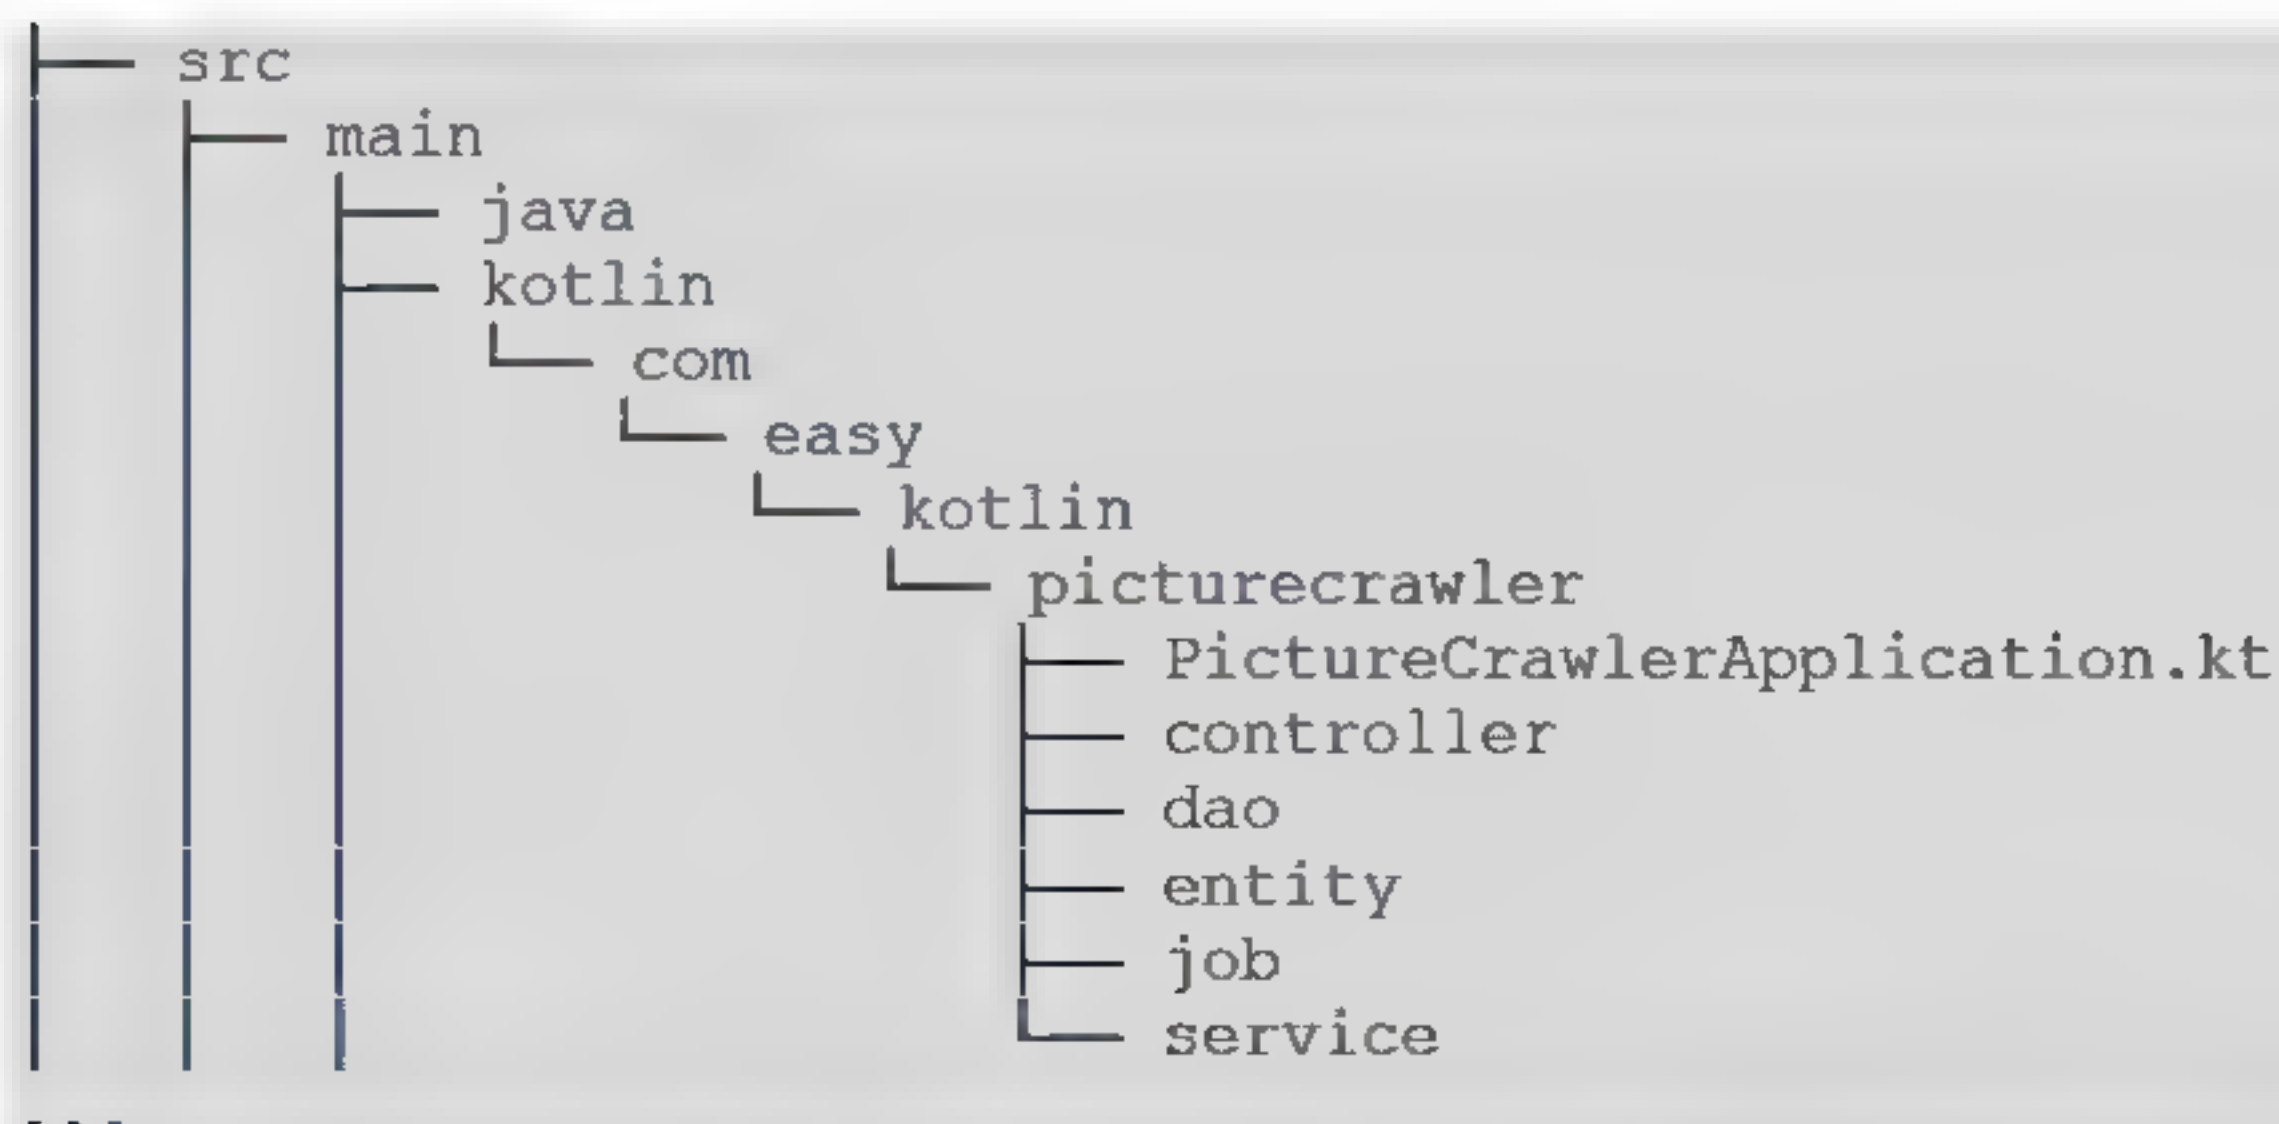 ├── src
│   ├── main
│   │   ├── java
│   │   ├── kotlin
│   │   │   └── com
│   │   │       └── easy
│   │   │           └── kotlin
│   │   │               └── picturecrawler
│   │   │                   ├── PictureCrawlerApplication.kt
│   │   │                   ├── controller
│   │   │                   ├── dao
│   │   │                   ├── entity
│   │   │                   ├── job
│   │   │                   └── service